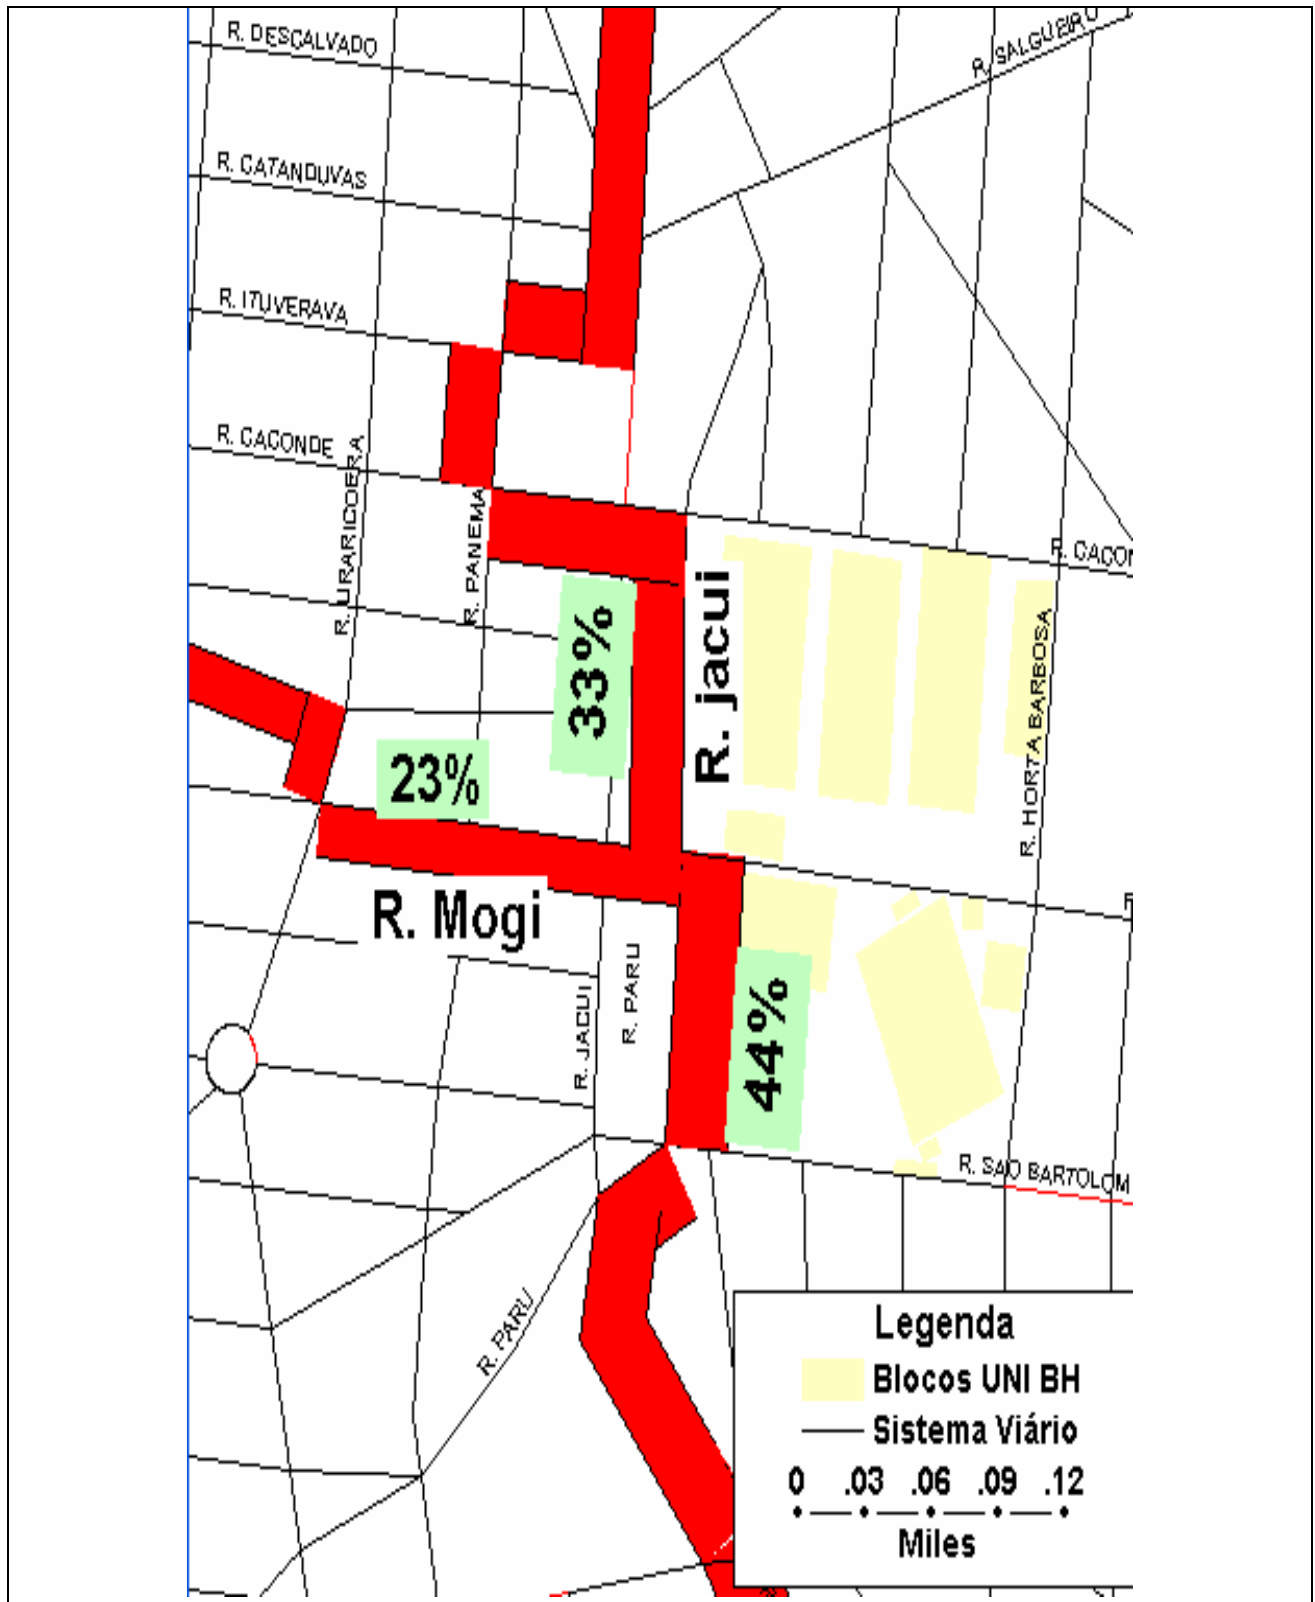 R. DESCALVADO
R. SALGUEIRO
R. CATANDUVAS
R. ITUVERAVA
R. CACONDE
R. URARICOERA
R. PANEMA
R. CACON
33%
R. jacui
R. HORTA BARBOSA
23%
R. Mogi
R. PARU
R. JACUI
44%
R. SAO BARTOLOM
R. PARU
Legenda
Blocos UNI BH
Sistema Viário
0 .03 .06 .09 .12
Miles